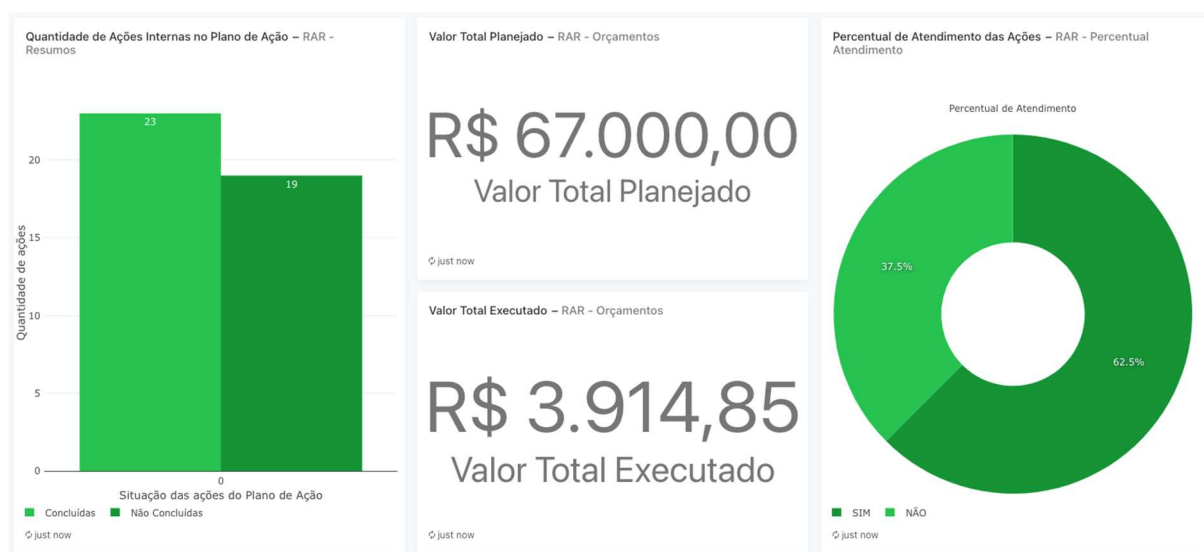 Quantidade de Ações Internas no Plano de Ação – RAR -
Resumos
23
19
20
15
10
5
0
Quantidade de ações
0
Situação das ações do Plano de Ação
Concluídas
Não Concluídas
just now
Valor Total Planejado – RAR - Orçamentos
R$ 67.000,00
Valor Total Planejado
just now
Valor Total Executado – RAR - Orçamentos
R$ 3.914,85
Valor Total Executado
just now
Percentual de Atendimento das Ações – RAR - Percentual
Atendimento
Percentual de Atendimento
37.5%
62.5%
SIM
NÃO
just now